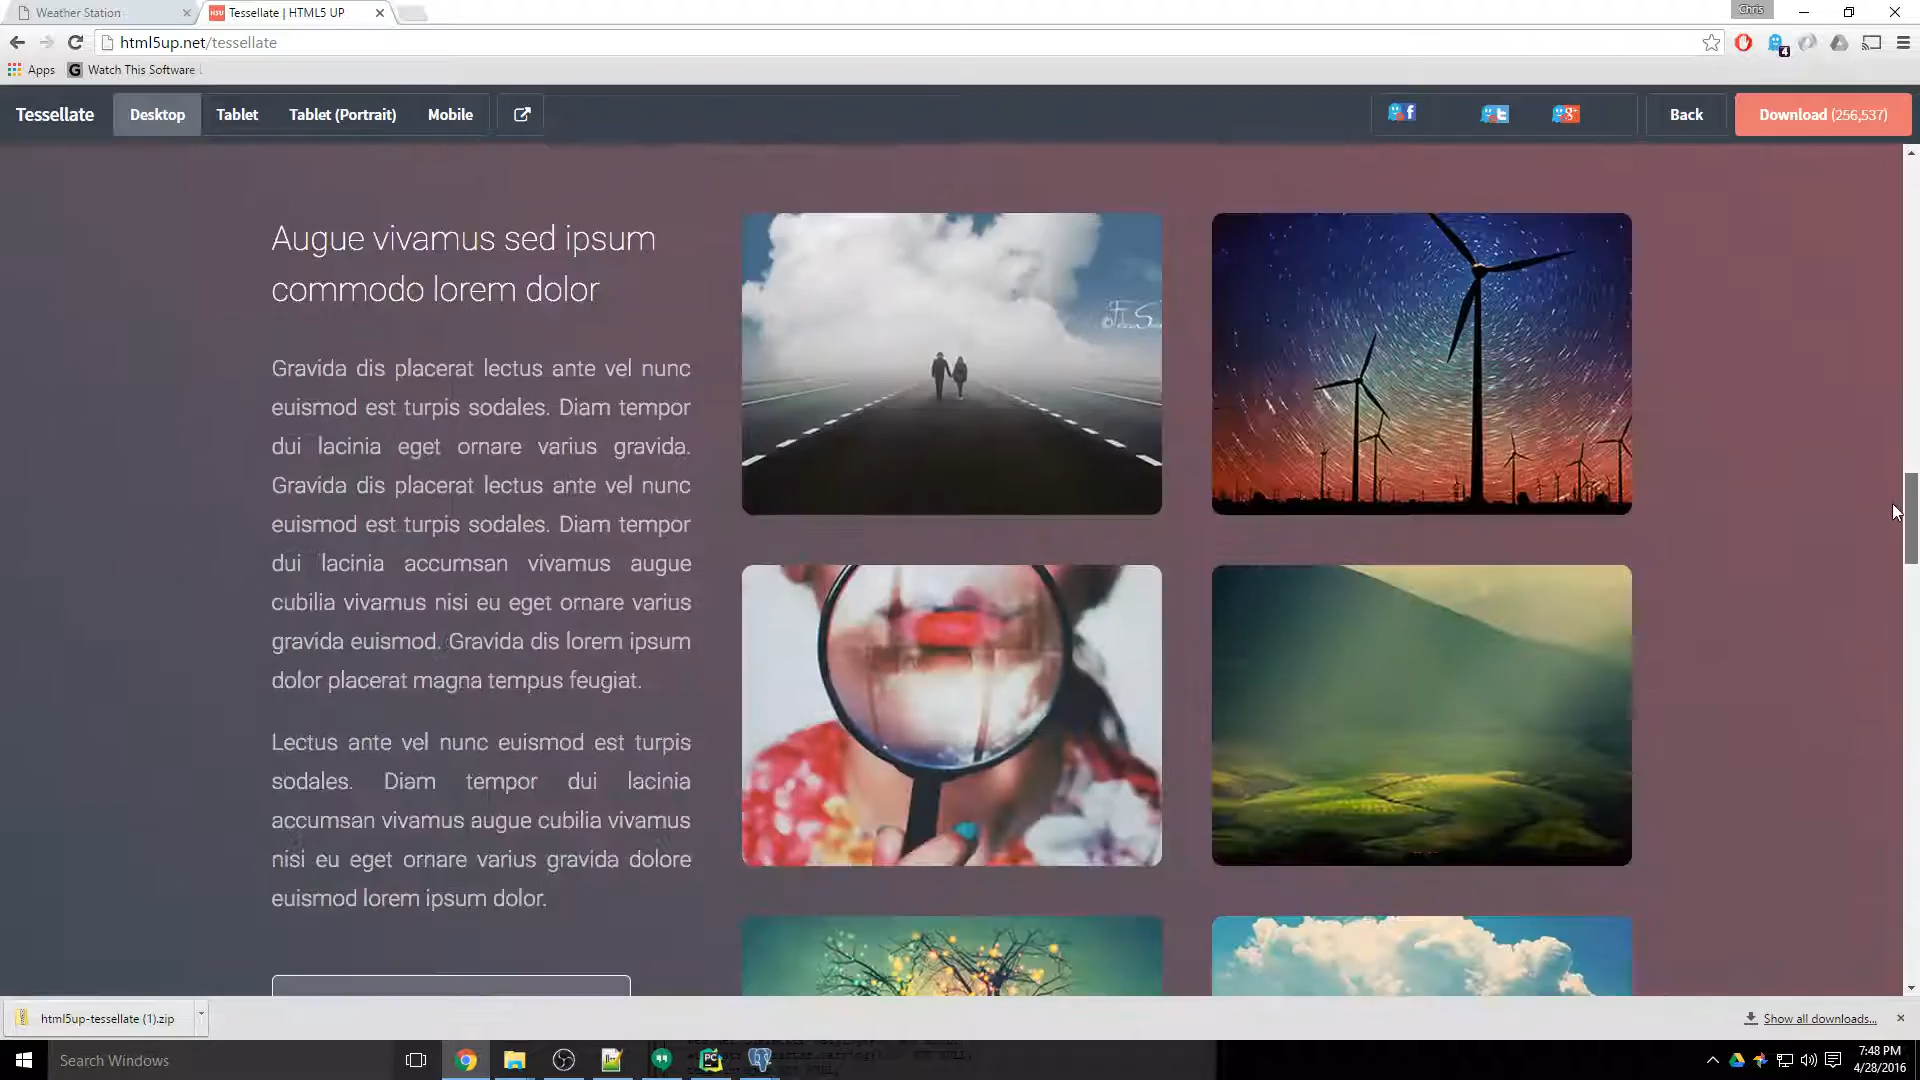 Weather Station
Tessellate | HTML5 UP
Chris
html5up.net/tessellate
4
Apps
Watch This Software
Tessellate
Desktop
Tablet
Tablet (Portrait)
Mobile
Back
Download (256,537)
Augue vivamus sed ipsum
commodo lorem dolor
Gravida dis placerat lectus ante vel nunc
euismod est turpis sodales. Diam tempor
dui lacinia eget ornare varius gravida.
Gravida dis placerat lectus ante vel nunc
euismod est turpis sodales. Diam tempor
dui lacinia accumsan vivamus augue
cubilia vivamus nisi eu eget ornare varius
gravida euismod. Gravida dis lorem ipsum
dolor placerat magna tempus feugiat.
Lectus ante vel nunc euismod est turpis
sodales. Diam tempor dui lacinia
accumsan vivamus augue cubilia vivamus
nisi eu eget ornare varius gravida dolore
euismod lorem ipsum dolor.
html5up-tessellate (1).zip
Show all downloads...
Search Windows
7:48 PM
4/28/2016